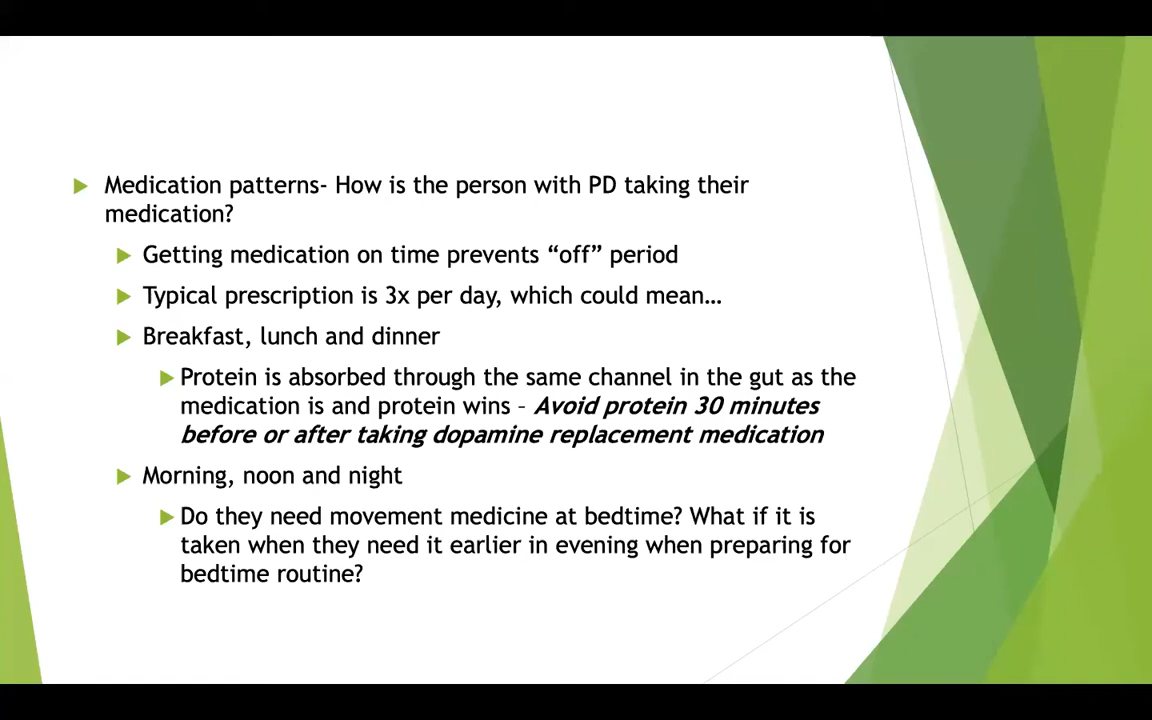 Medication patterns- How is the person with PD taking their
medication?
Getting medication on time prevents “off” period
Typical prescription is 3x per day, which could mean…
Breakfast, lunch and dinner
Protein is absorbed through the same channel in the gut as the
medication is and protein wins – Avoid protein 30 minutes
before or after taking dopamine replacement medication
Morning, noon and night
Do they need movement medicine at bedtime? What if it is
taken when they need it earlier in evening when preparing for
bedtime routine?